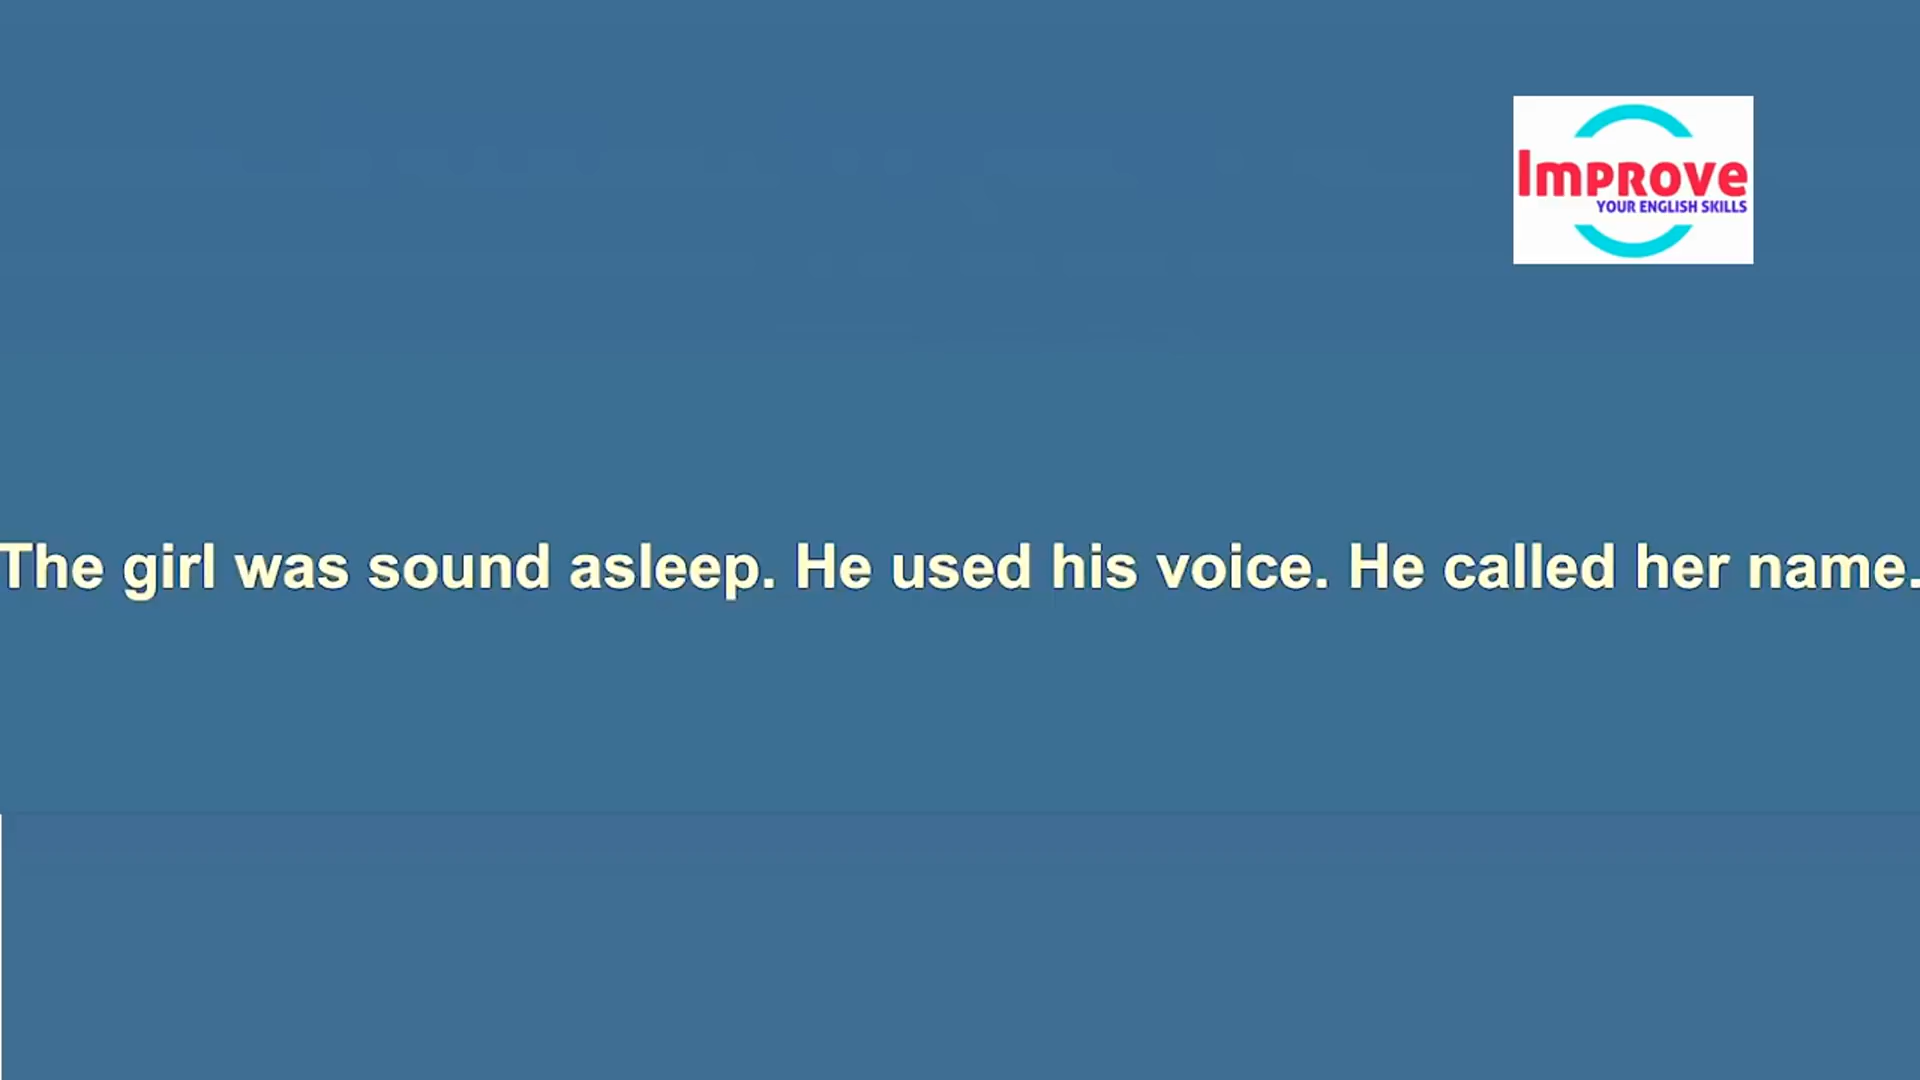 Improve
YOUR ENGLISH SKILLS
The girl was sound asleep. He used his voice. He called her name.